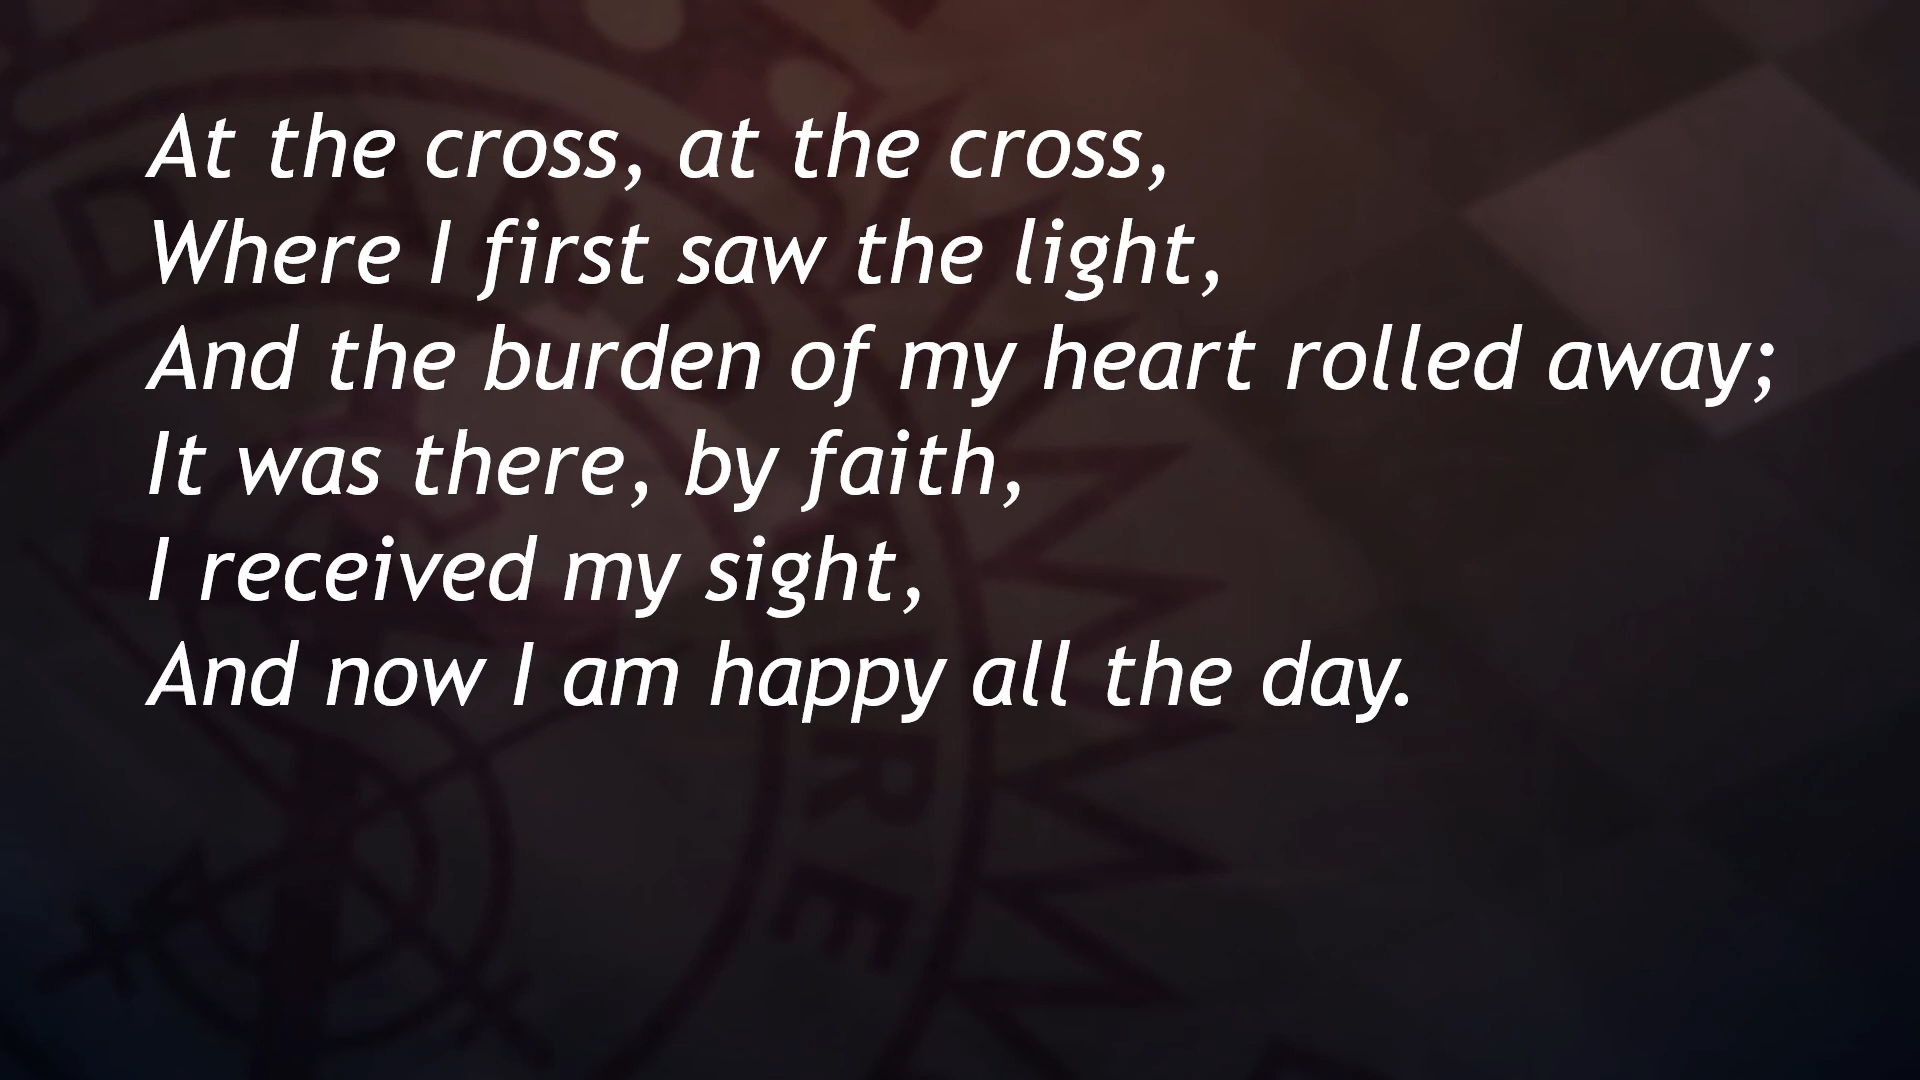 At the cross, at the cross,
Where I first saw the light,
And the burden of my heart rolled away;
It was there, by faith,
I received my sight,
And now I am happy all the day.